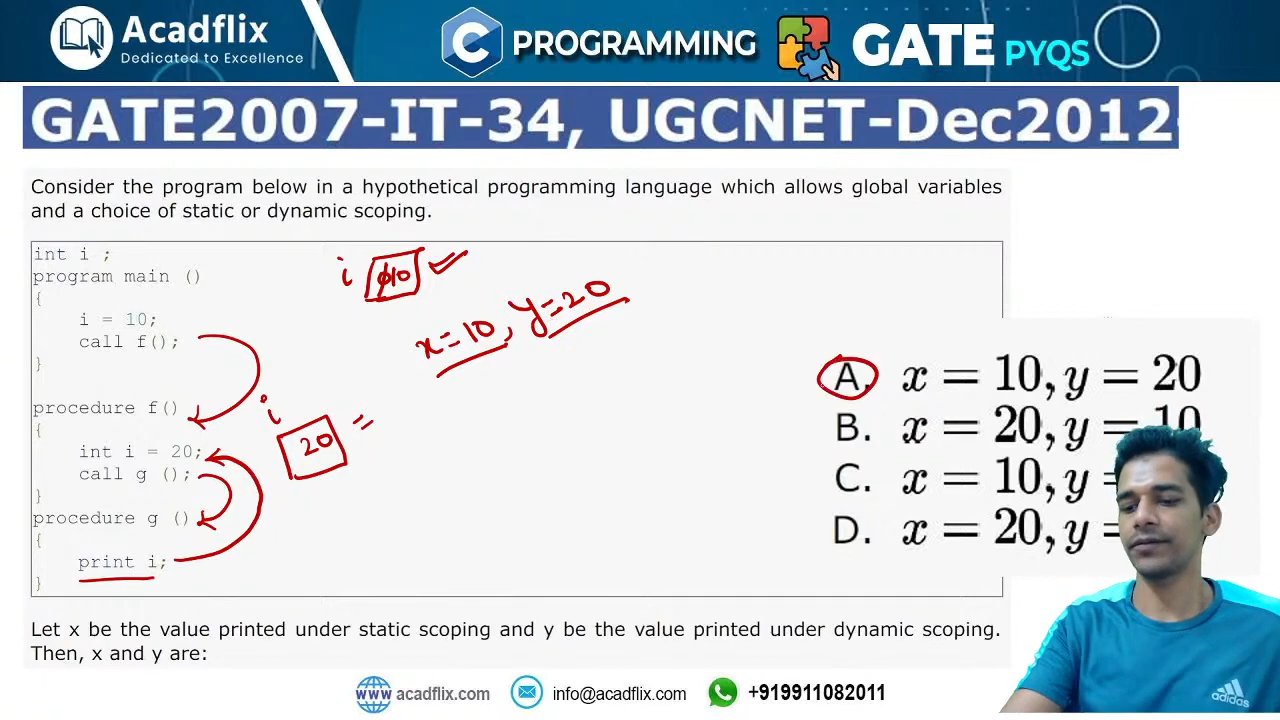 Acadflix
Dedicated to Excellence
C PROGRAMMING
GATE PYQS
GATE2007-IT-34, UGCNET-Dec2012-
Consider the program below in a hypothetical programming language which allows global variables
and a choice of static or dynamic scoping.
int i ;
program main ()
{
i = 10;
call f();
}
procedure f()
{
int i = 20;
call g ();
}
procedure g ()
{
print i;
}
i
10
x=10, y=20
i
20
=
A. x = 10, y = 20
B. x = 20, y = 10
C. x = 10, y =
D. x = 20, y =
Let x be the value printed under static scoping and y be the value printed under dynamic scoping.
Then, x and y are:
www acadflix.com
info@acadflix.com
+919911082011
adidas